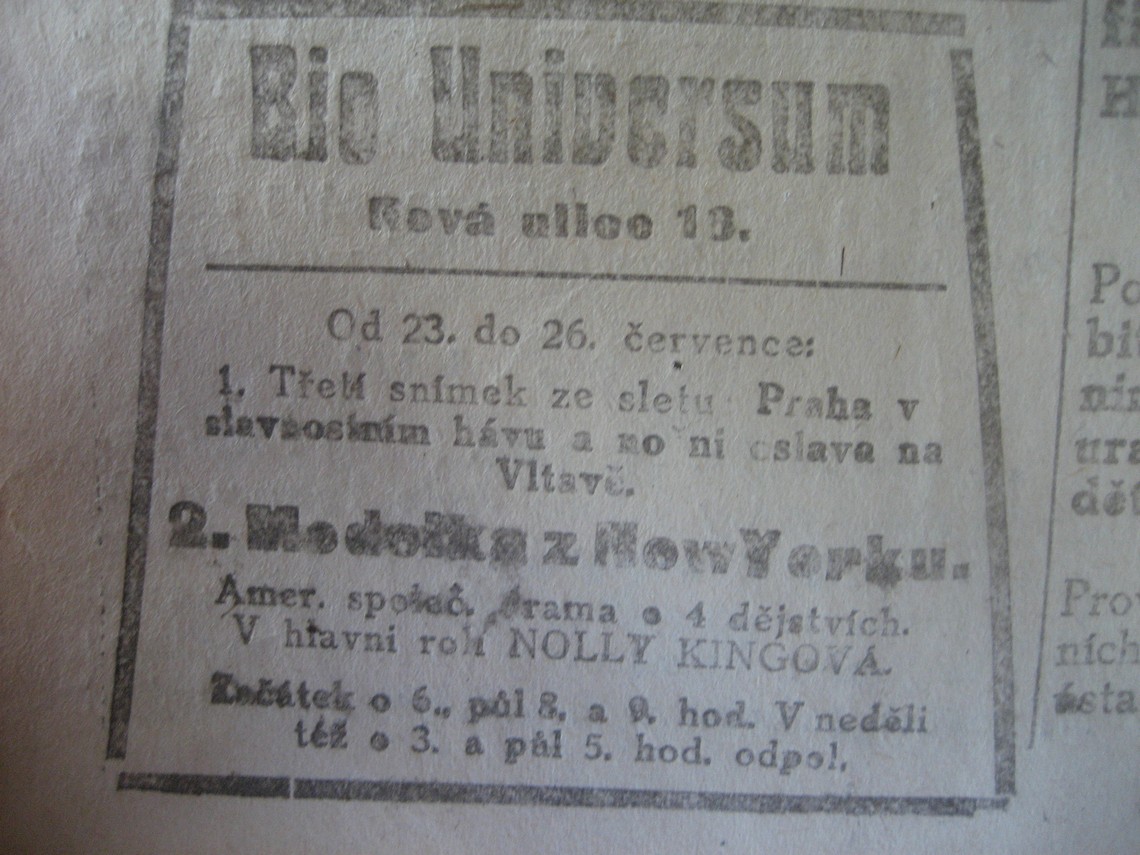 Bio Universum
Nová ulice 13.
Od 23. do 26. července:
1. Třetí snímek ze sletu Praha v
slavnostním hávu a no ní oslava na
Vltavě.
2. Modelka z New Yorku.
Amer. společ. drama o 4 dějstvích.
V hlavní roli NOLLY KINGOVÁ.
Začátek o 6., půl 8. a 9. hod. V neděli
též o 3. a půl 5. hod. odpol.
H